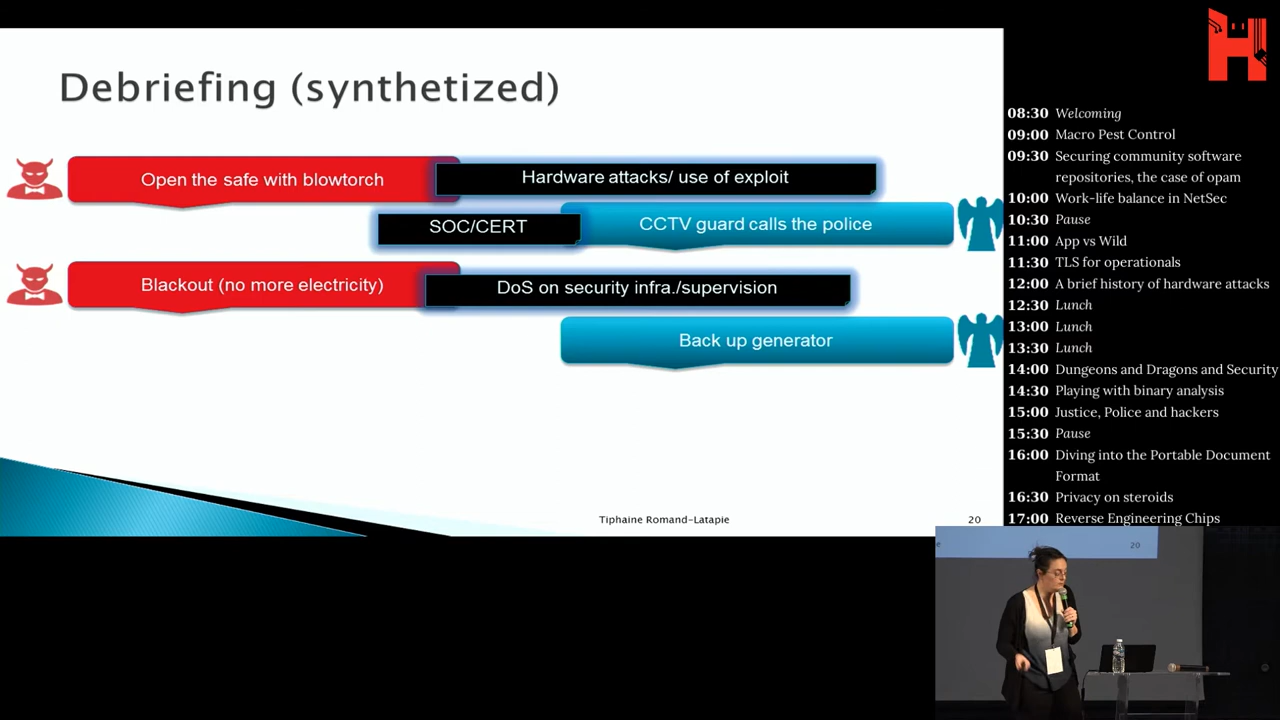 Debriefing (synthetized)
Open the safe with blowtorch
Hardware attacks/ use of exploit
SOC/CERT
CCTV guard calls the police
Blackout (no more electricity)
DoS on security infra./supervision
Back up generator
Tiphaine Romand-Latapie
20
08:30 Welcoming
09:00 Macro Pest Control
09:30 Securing community software
repositories, the case of opam
10:00 Work-life balance in NetSec
10:30 Pause
11:00 App vs Wild
11:30 TLS for operationals
12:00 A brief history of hardware attacks
12:30 Lunch
13:00 Lunch
13:30 Lunch
14:00 Dungeons and Dragons and Security
14:30 Playing with binary analysis
15:00 Justice, Police and hackers
15:30 Pause
16:00 Diving into the Portable Document
Format
16:30 Privacy on steroids
17:00 Reverse Engineering Chips
20